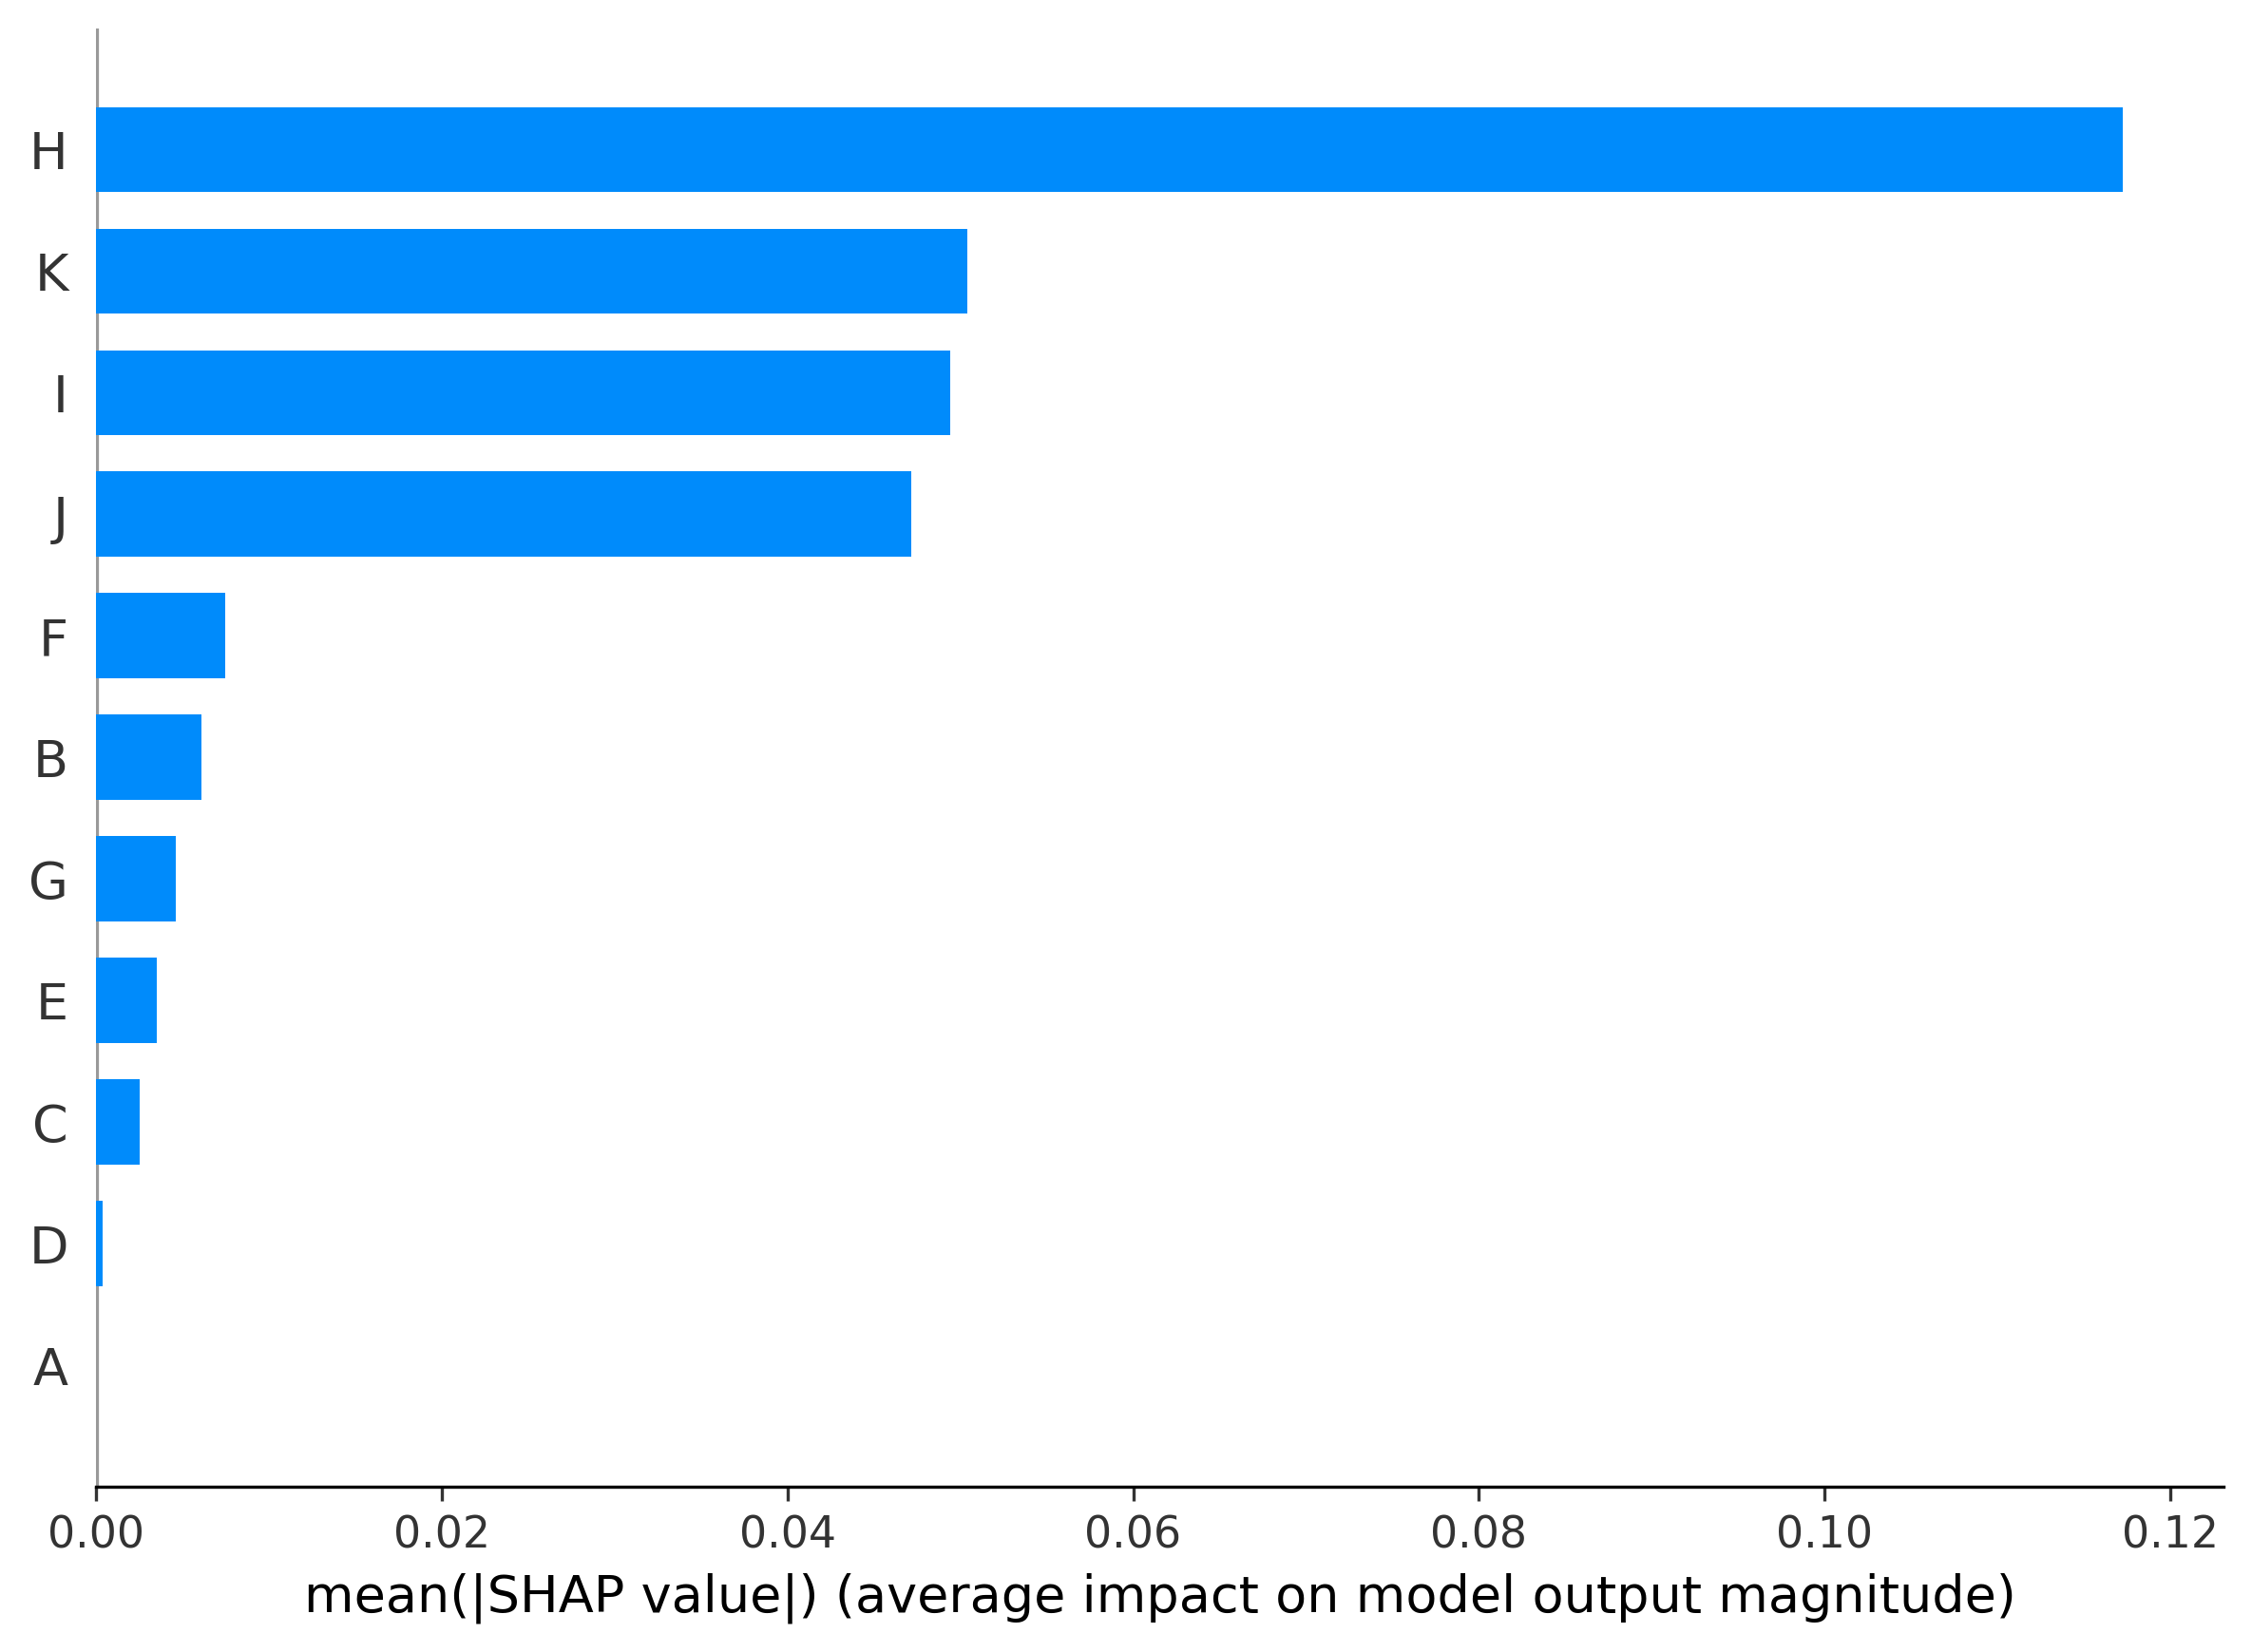 H
K
I
J
F
B
G
E
C
D
A
0.00 0.02 0.04 0.06 0.08 0.10 0.12
mean(|SHAP value|) (average impact on model output magnitude)